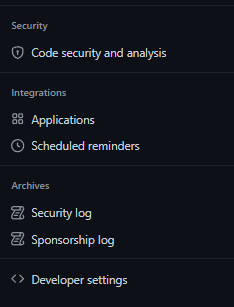 Security
Code security and analysis
Integrations
Applications
Scheduled reminders
Archives
Security log
Sponsorship log
Developer settings